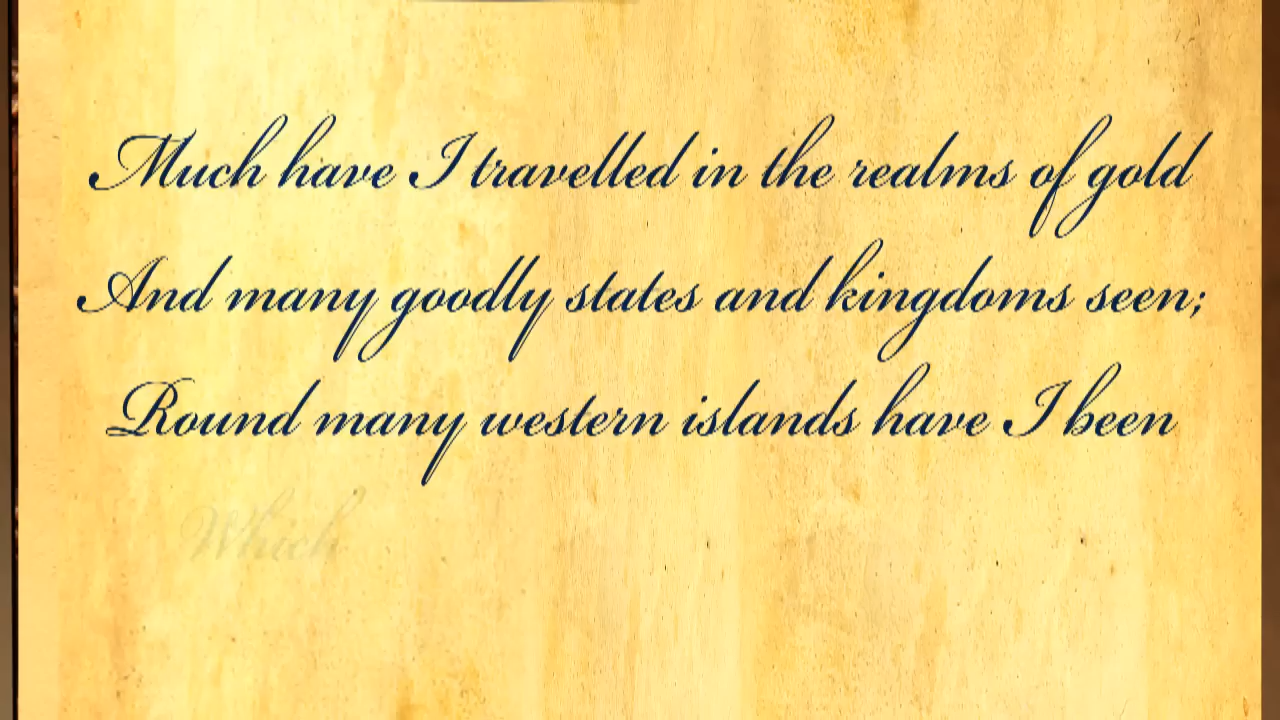 Much have I travelled in the realms of gold
And many goodly states and kingdoms seen;
Round many western islands have I been
Which